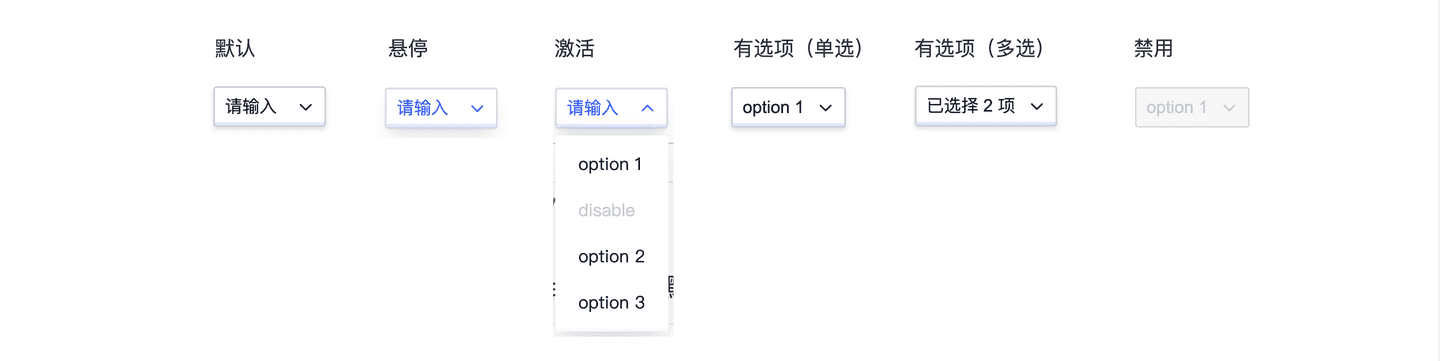 默认
悬停
激活
有选项（单选）
有选项（多选）
禁用
请输入
请输入
请输入
option 1
已选择 2 项
option 1
option 1
disable
option 2
option 3